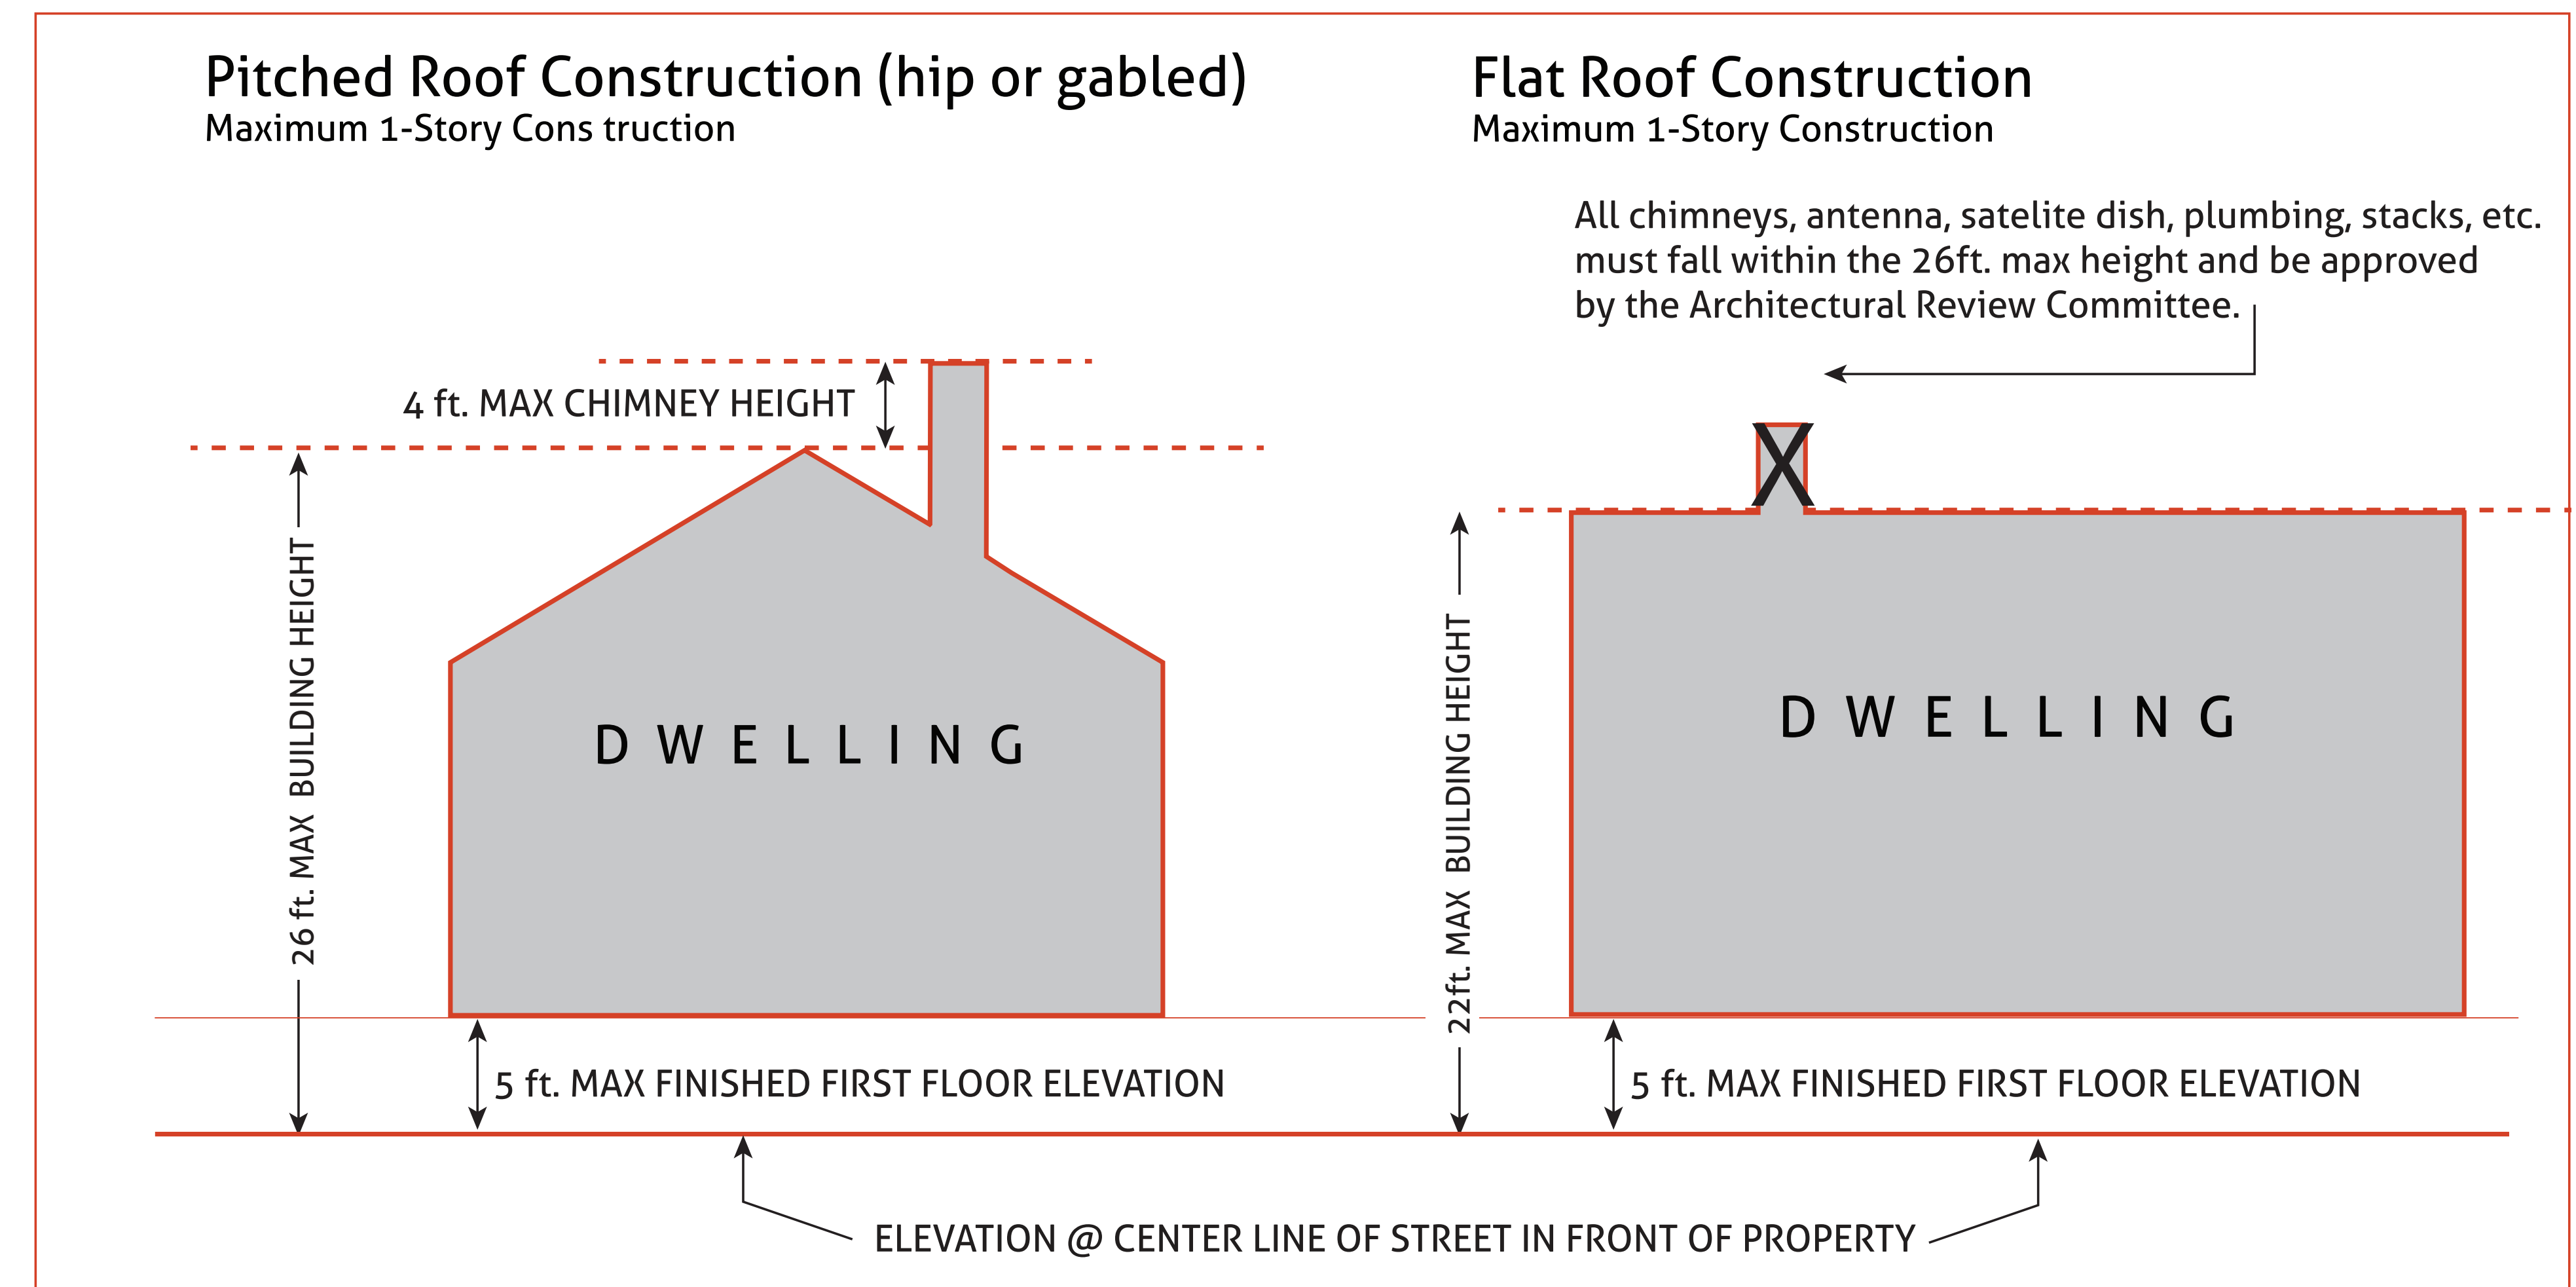 Pitched Roof Construction (hip or gabled)
Maximum 1-Story Cons truction
4 ft. MAX CHIMNEY HEIGHT
26 ft. MAX BUILDING HEIGHT
DWELLING
5 ft. MAX FINISHED FIRST FLOOR ELEVATION
Flat Roof Construction
Maximum 1-Story Construction
All chimneys, antenna, satelite dish, plumbing, stacks, etc.
must fall within the 26ft. max height and be approved
by the Architectural Review Committee.
X
22ft. MAX BUILDING HEIGHT
DWELLING
5 ft. MAX FINISHED FIRST FLOOR ELEVATION
ELEVATION @ CENTER LINE OF STREET IN FRONT OF PROPERTY